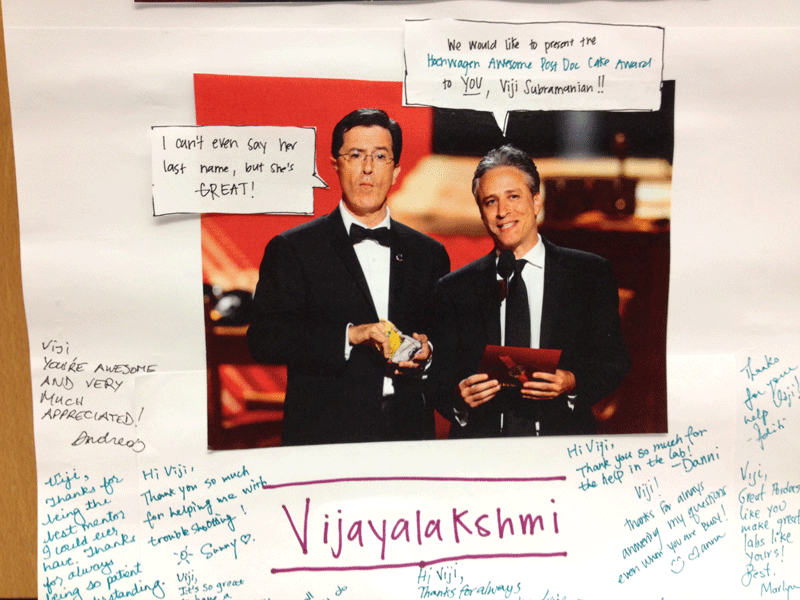 We would like to present the
Hochwagen Awesome Post Doc Cake Award
to YOU, Viji Subramanian!!
I can't even say her
last name, but she's
GREAT!
Viji
YOU'RE AWESOME
AND VERY
MUCH
APPRECIATED!
Andreas
Viji,
Thanks for
being the
best mentor
I could ever
have. Thanks
for always
being so patient
Hi Viji,
Thank you so much
for helping me with
troubleshooting!
Sunny
Viji,
It's so great
Vijayalakshmi
Hi Viji,
Thanks for always
Hi Viji,
Thank you so much for
the help in the lab!
-Danni
Viji!
Thanks for always
answering my questions
even when you are busy!
Thanks
for your
help Viji!
Viji,
Great Postdocs
like you
make great
labs like
yours!
Best,
Marlyn